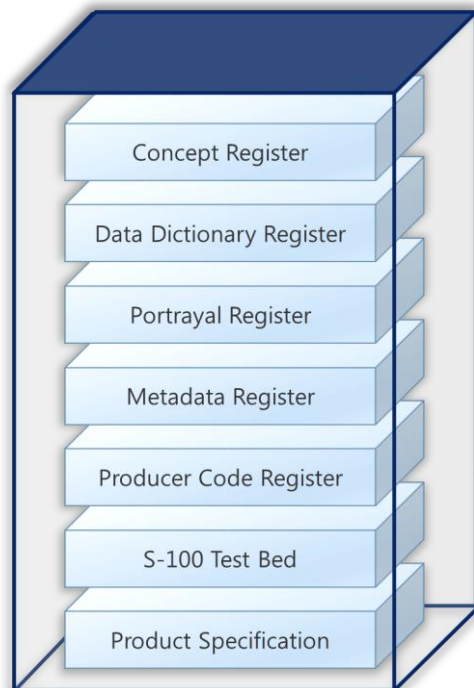 Concept Register
Data Dictionary Register
Portrayal Register
Metadata Register
Producer Code Register
S-100 Test Bed
Product Specification